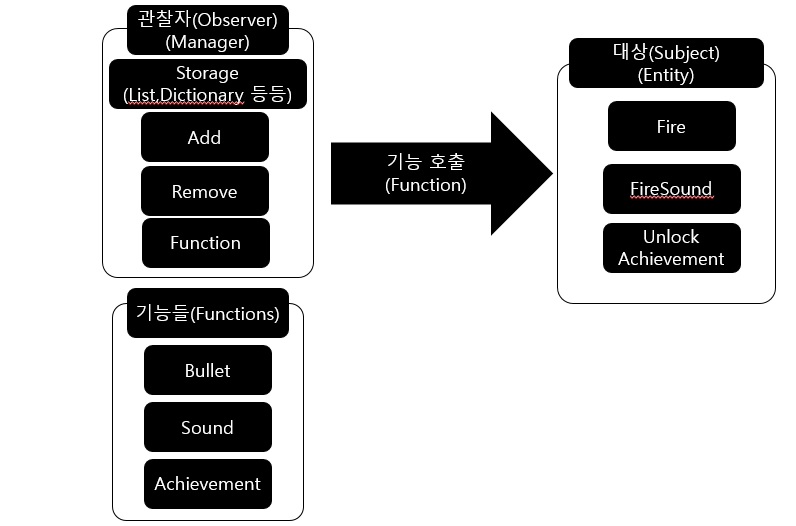 관찰자(Observer)
(Manager)
Storage
(List,Dictionary 등등)
Add
Remove
Function
기능들(Functions)
Bullet
Sound
Achievement
기능 호출
(Function)
대상(Subject)
(Entity)
Fire
FireSound
Unlock
Achievement